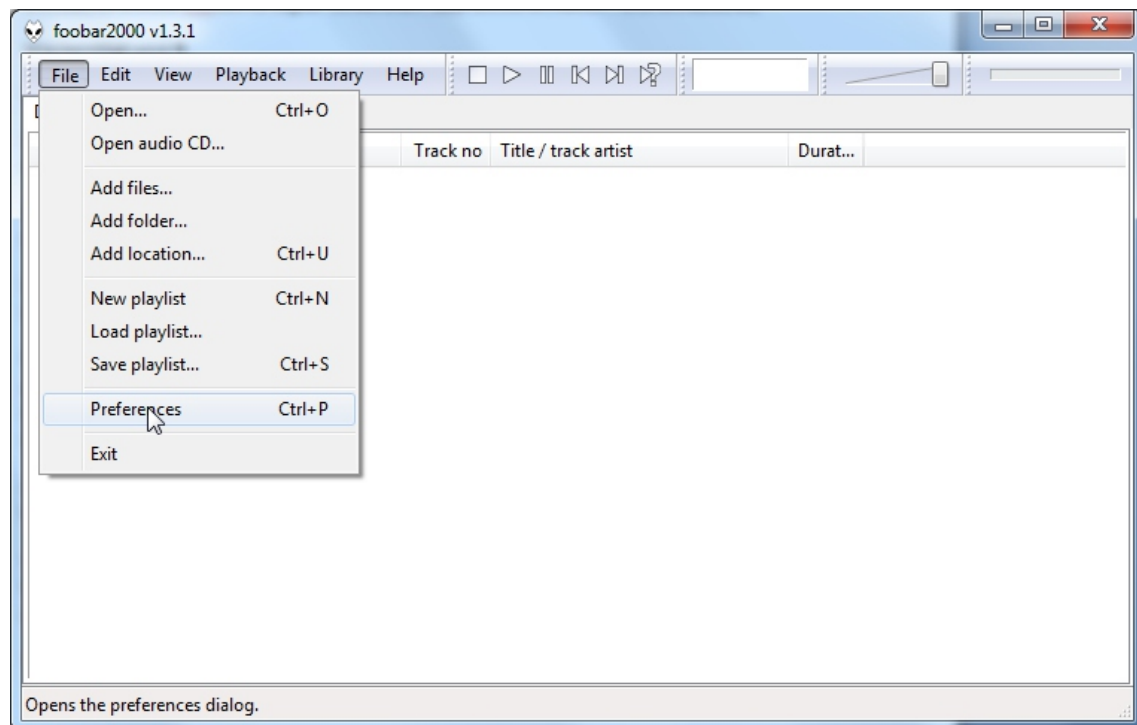 foobar2000 v1.3.1
File Edit View Playback Library Help
Open... Ctrl+O
Open audio CD...
Track no Title / track artist Durat...
Add files...
Add folder...
Add location... Ctrl+U
New playlist Ctrl+N
Load playlist...
Save playlist... Ctrl+S
Preferences Ctrl+P
Exit
Opens the preferences dialog.